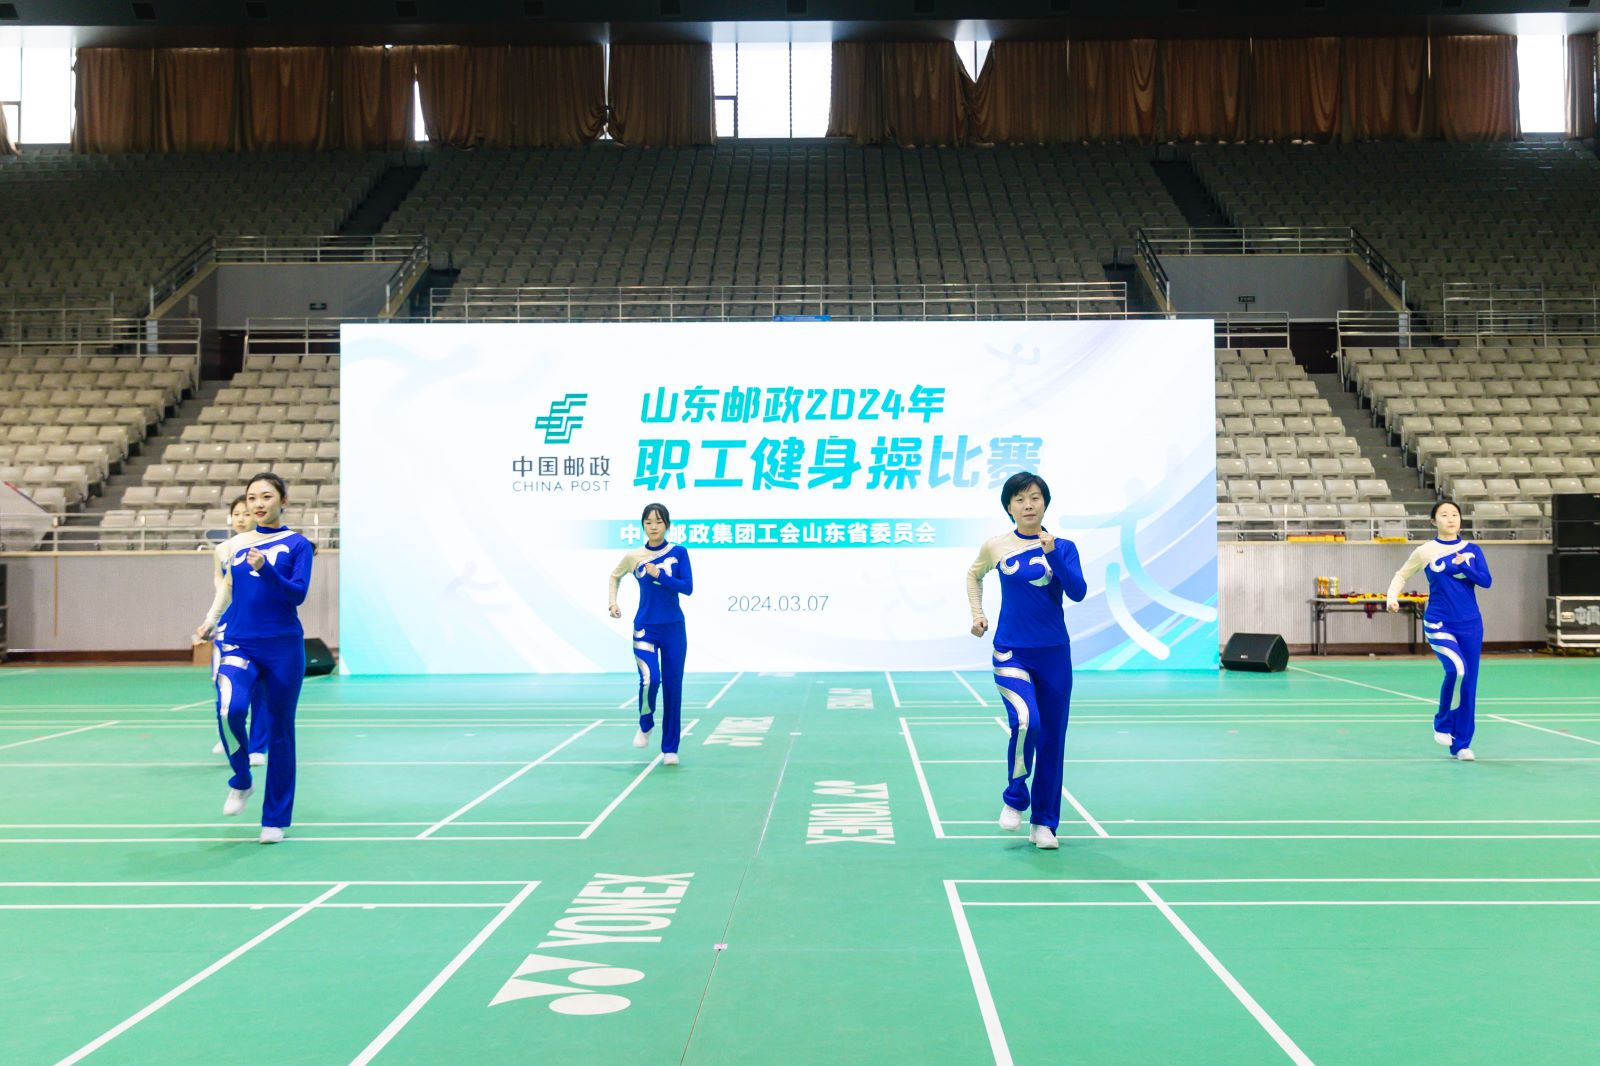 山东邮政2024年
职工健身操比赛
中国邮政
CHINA POST
中国邮政集团工会山东省委员会
2024.03.07
YONEX
YONEX
YONEX
YONEX